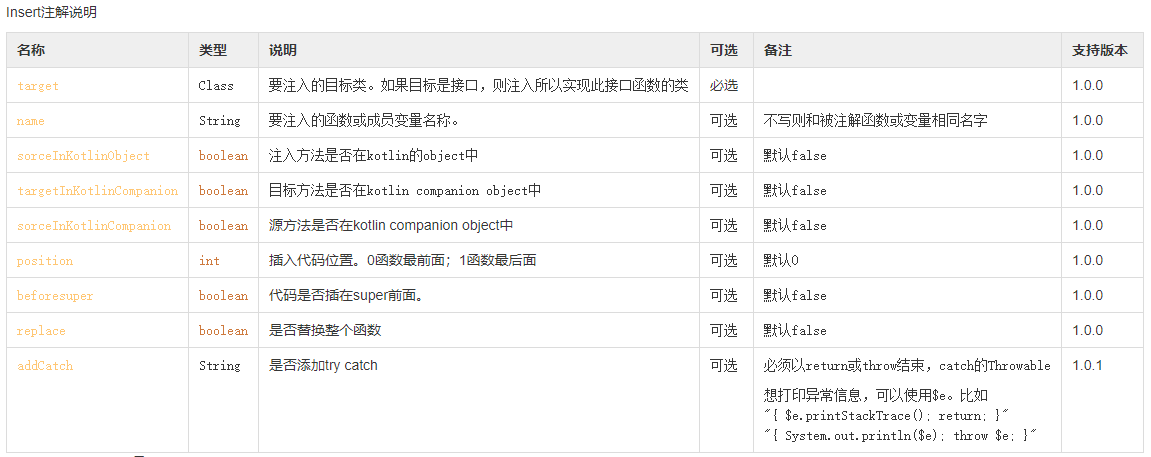 Insert注解说明
名称 类型 说明 可选 备注 支持版本
target Class 要注入的目标类。如果目标是接口，则注入所以实现此接口函数的类 必选 1.0.0
name String 要注入的函数或成员变量名称。 可选 不写则和被注解函数或变量相同名字 1.0.0
sorceInKotlinObject boolean 注入方法是否在kotlin的object中 可选 默认false 1.0.0
targetInKotlinCompanion boolean 目标方法是否在kotlin companion object中 可选 默认false 1.0.0
sorceInKotlinCompanion boolean 源方法是否在kotlin companion object中 可选 默认false 1.0.0
position int 插入代码位置。0函数最前面；1函数最后面 可选 默认0 1.0.0
beforesuper boolean 代码是否插在super前面。 可选 默认false 1.0.0
replace boolean 是否替换整个函数 可选 默认false 1.0.0
addCatch String 是否添加try catch 可选 必须以return或throw结束，catch的Throwable 1.0.1
想打印异常信息，可以使用$e。比如
"{ $e.printStackTrace(); return; }"
"{ System.out.println($e); throw $e; }"